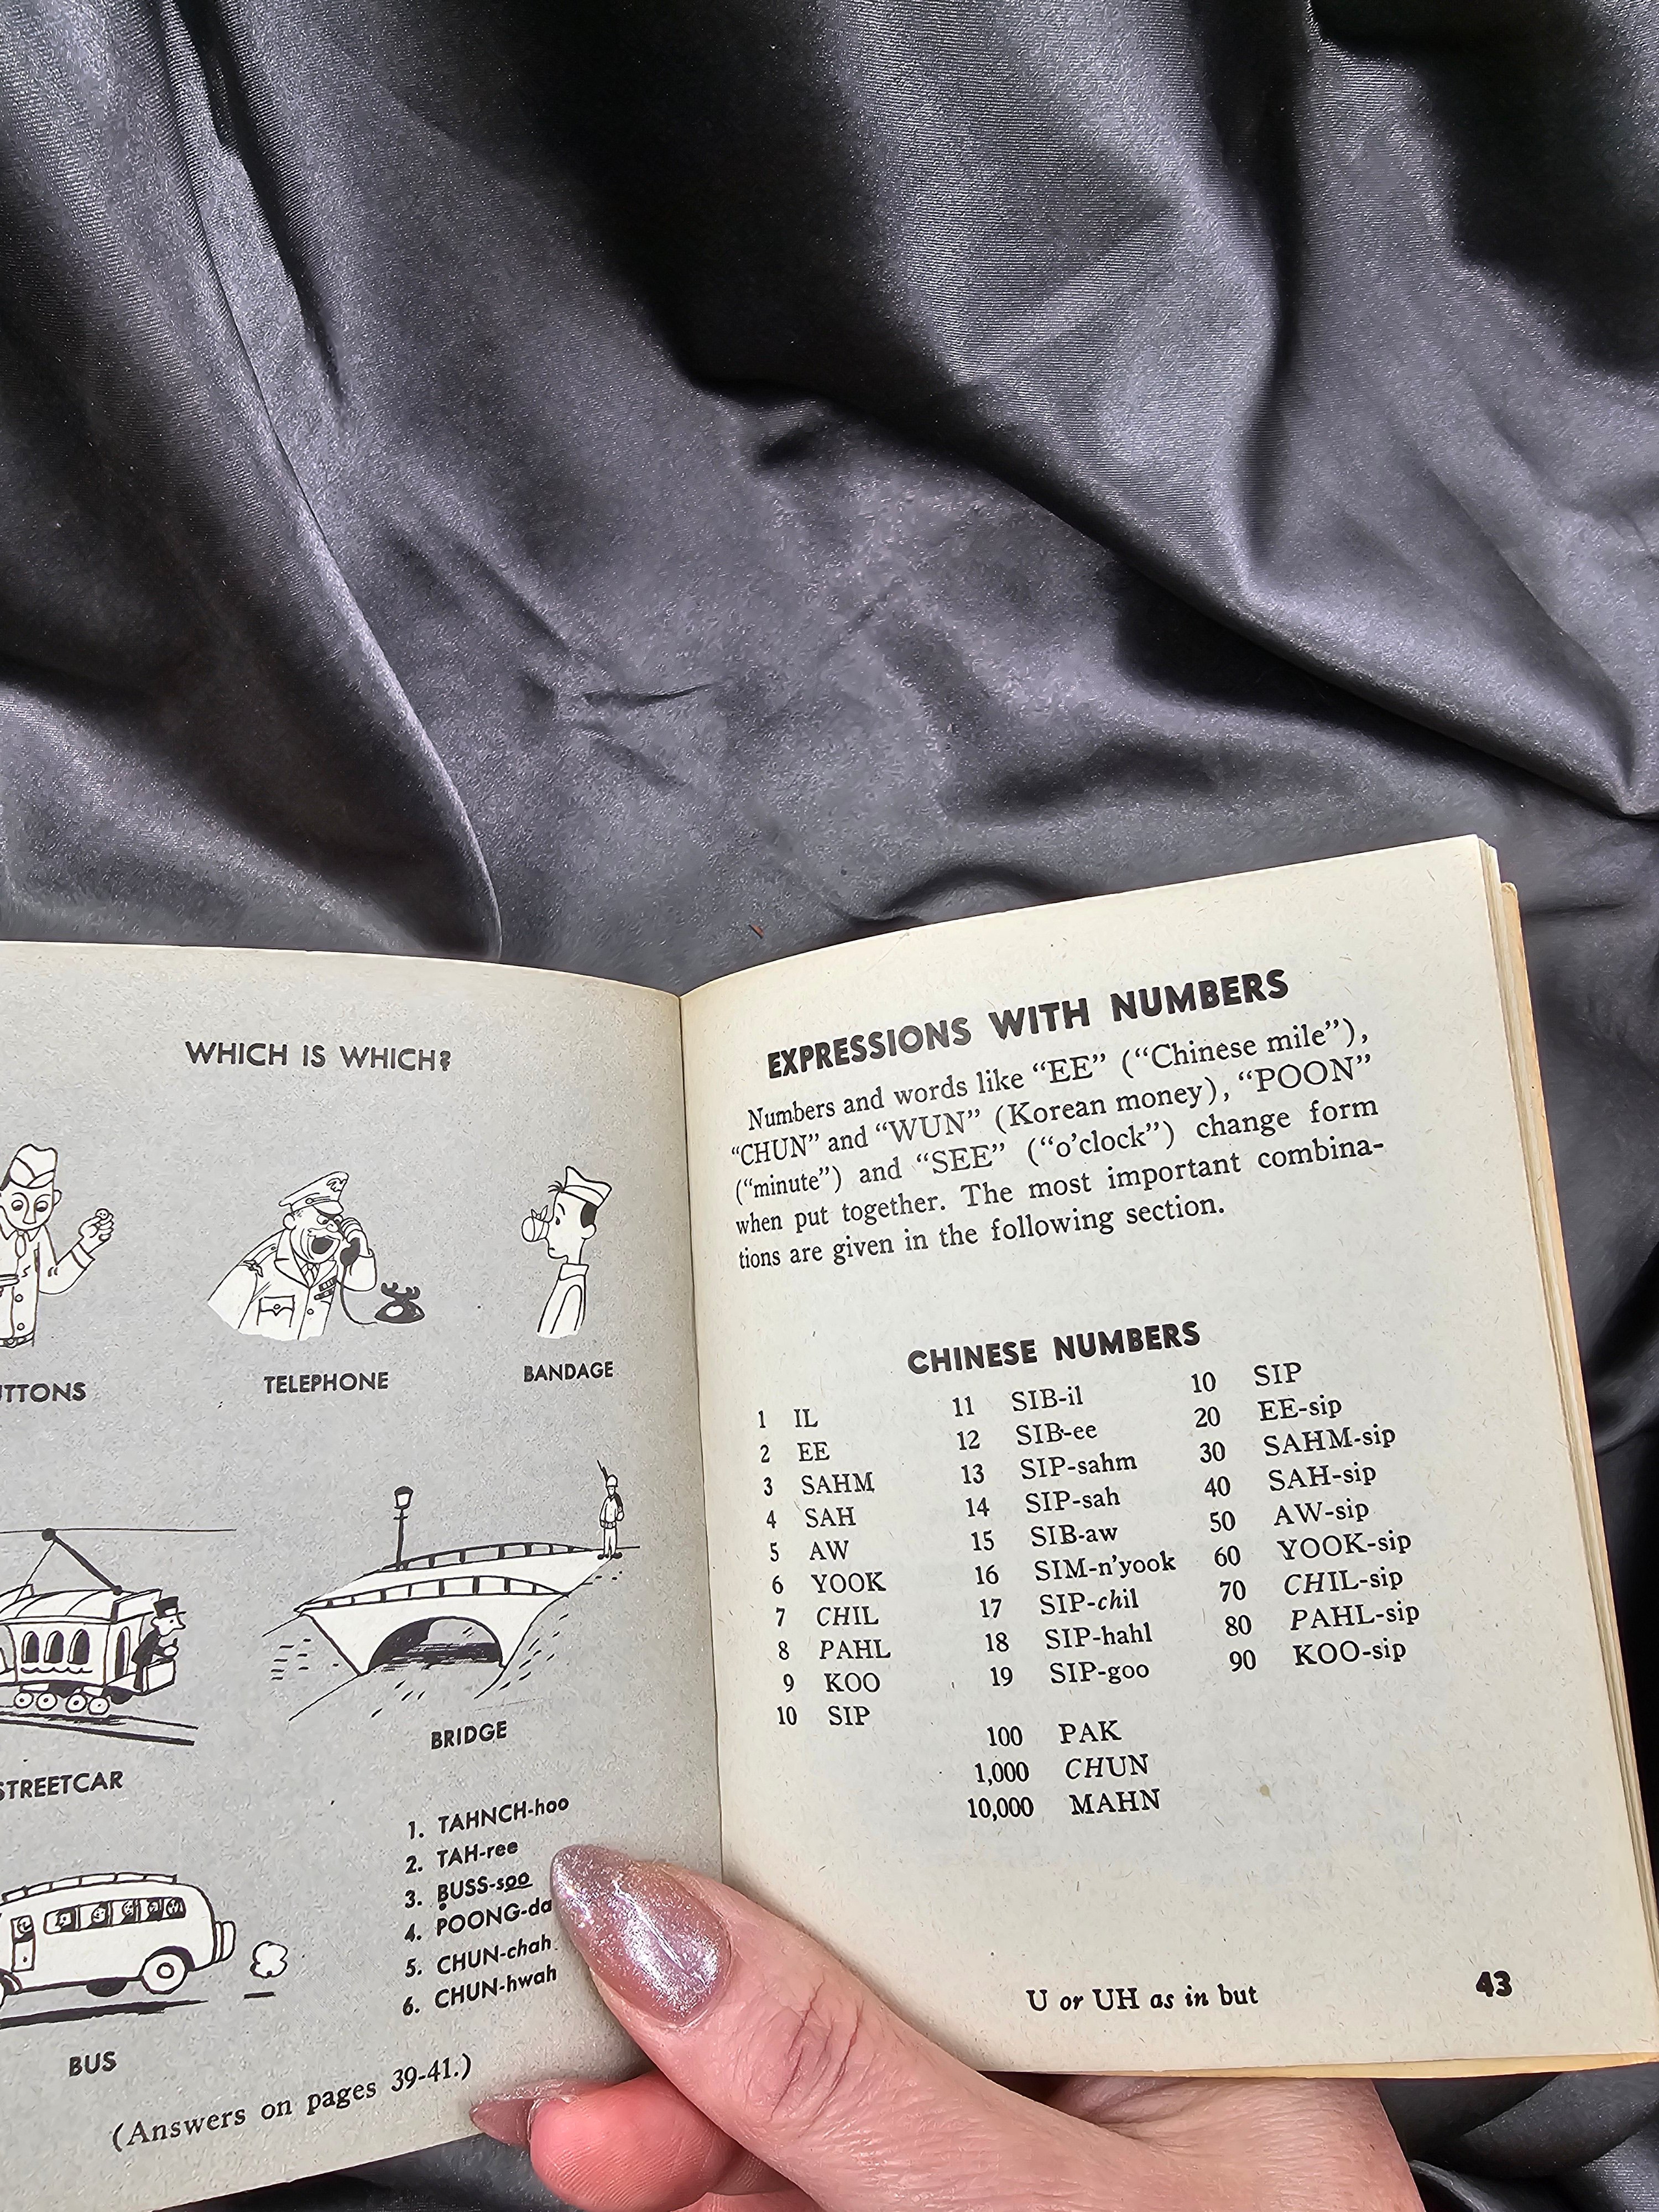 WHICH IS WHICH?
TELEPHONE
BANDAGE
STREETCAR
BRIDGE
BUS
1. TAHNCH-hoo
2. TAH-ree
3. BUSS-soo
4.
5. CHUN-chah
6. CHUN-hwah
(Answers on pages 39-41.)
EXPRESSIONS WITH NUMBERS
Numbers and words like “EE” (“Chinese mile”),
“CHUN” and “WUN” (Korean money), “POON”
(“minute”) and “SEE” (“o’clock”) change form
when put together. The most important combina-
tions are given in the following section.
CHINESE NUMBERS
1 IL 11 SIB-il 10 SIP
2 EE 12 SIB-ee 20 EE-sip
3 SAHM 13 SIP-sahm 30 SAHM-sip
4 SAH 14 SIP-sah 40 SAH-sip
5 AW 15 SIB-aw 50 AW-sip
6 YOOK 16 SIM-n’yook 60 YOOK-sip
7 CHIL 17 SIP-chil 70 CHIL-sip
8 PAHL 18 SIP-hahl 80 PAHL-sip
9 KOO 19 SIP-goo 90 KOO-sip
10 SIP
100 PAK
1,000 CHUN
10,000 MAHN
U or UH as in but
43